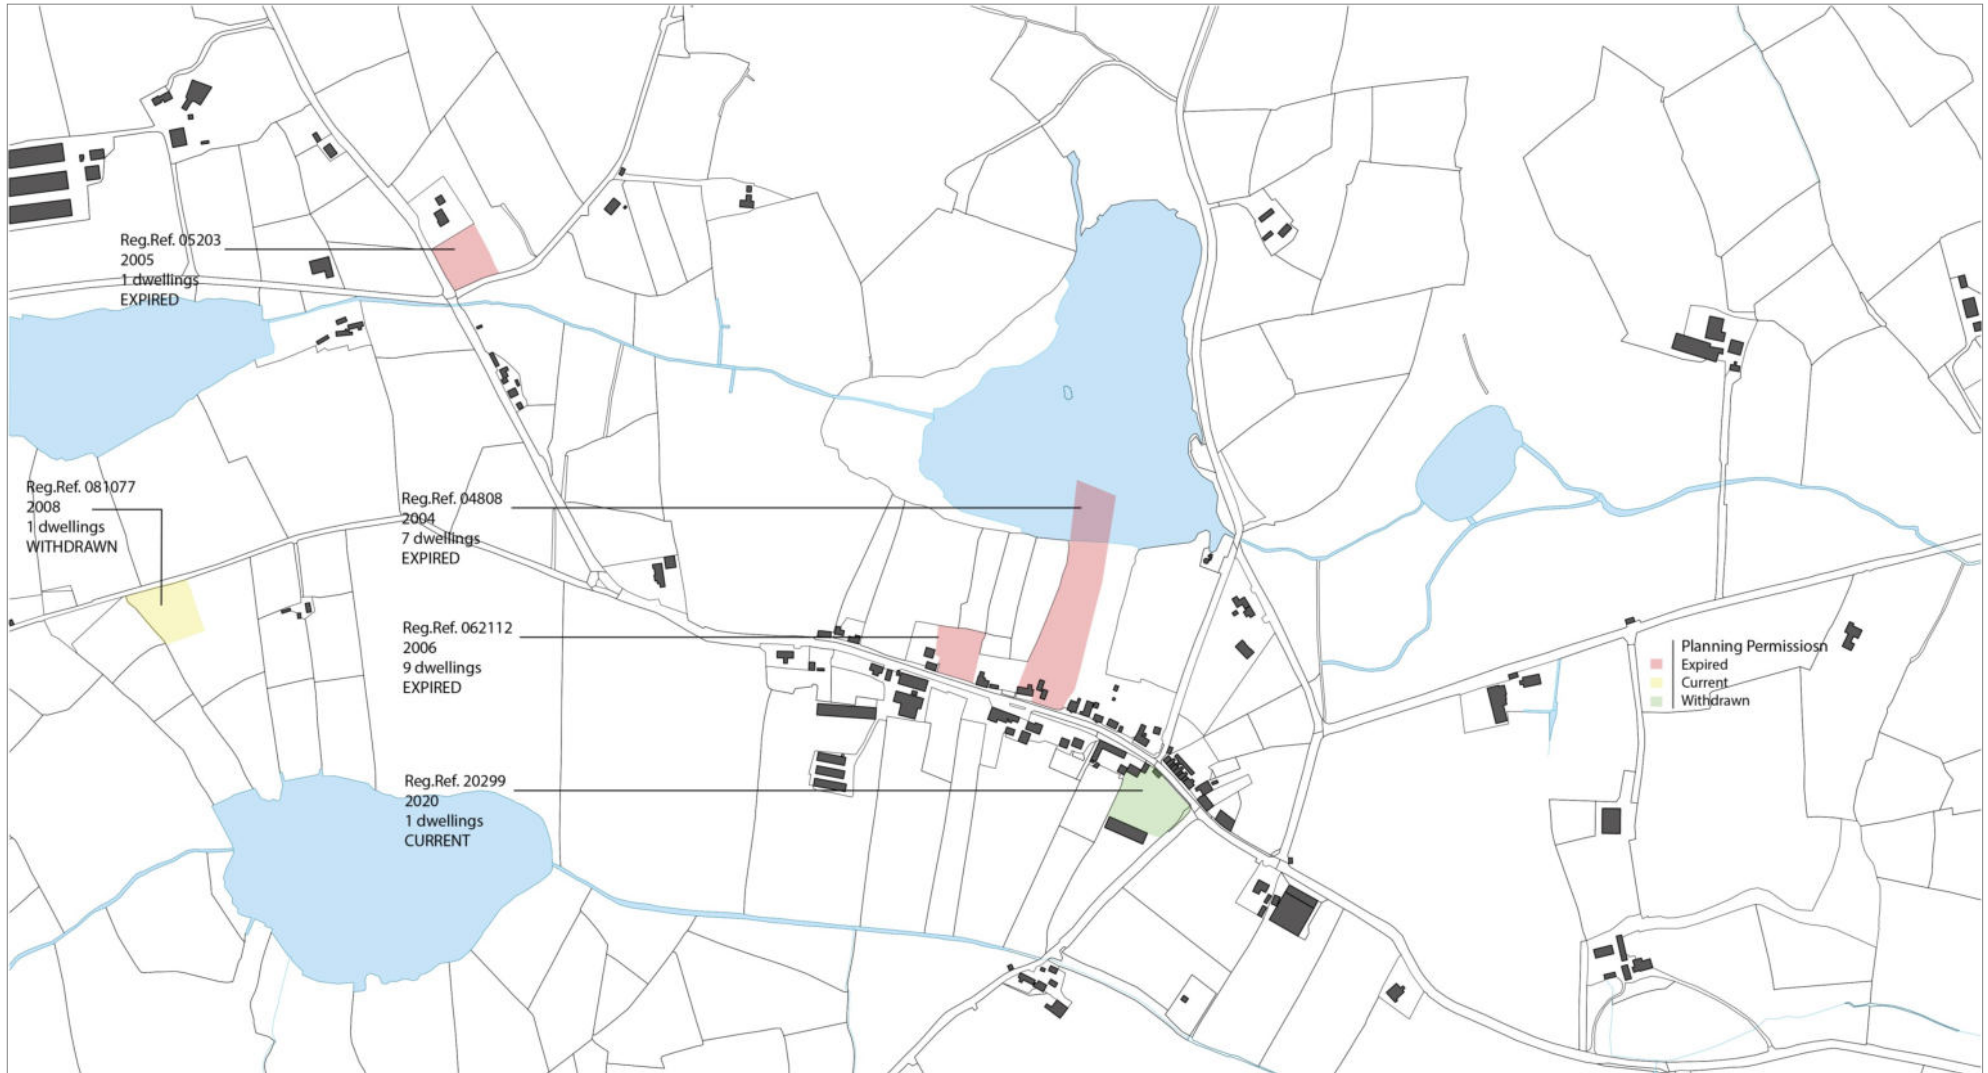 Reg.Ref. 05203
2005
1 dwellings
EXPIRED
Reg.Ref. 081077
2008
1 dwellings
WITHDRAWN
Reg.Ref. 04808
2004
7 dwellings
EXPIRED
Reg.Ref. 062112
2006
9 dwellings
EXPIRED
Reg.Ref. 20299
2020
1 dwellings
CURRENT
Planning Permissiosn
Expired
Current
Withdrawn